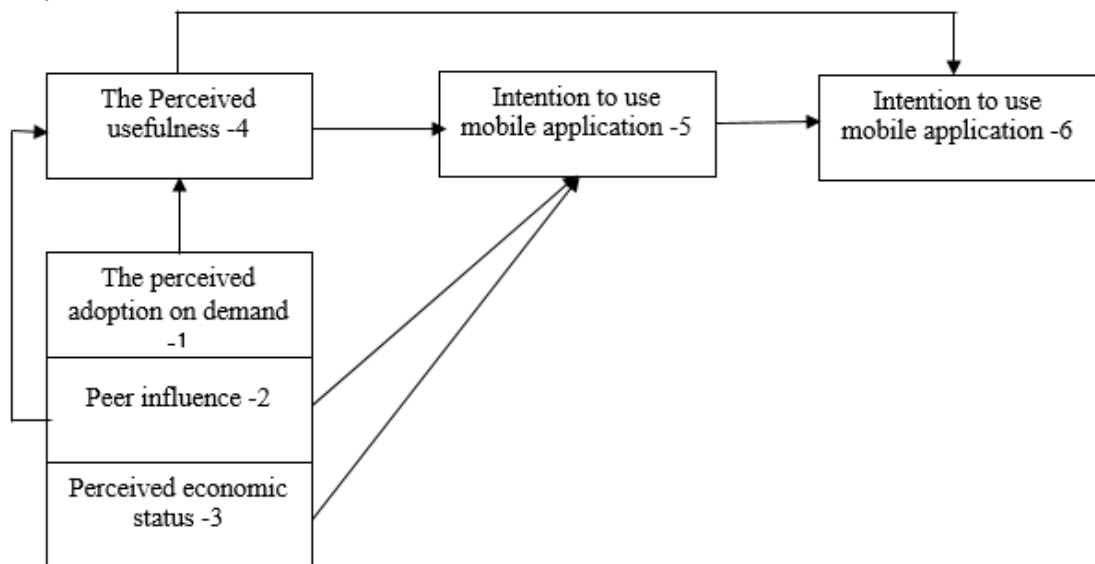 The Perceived
usefulness -4
Intention to use
mobile application -5
Intention to use
mobile application -6
The perceived
adoption on demand
-1
Peer influence -2
Perceived economic
status -3